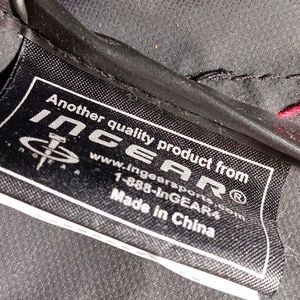 Another quality product from
INGEAR®
www.ingearsports.com
1-888-InGEAR4
Made in China